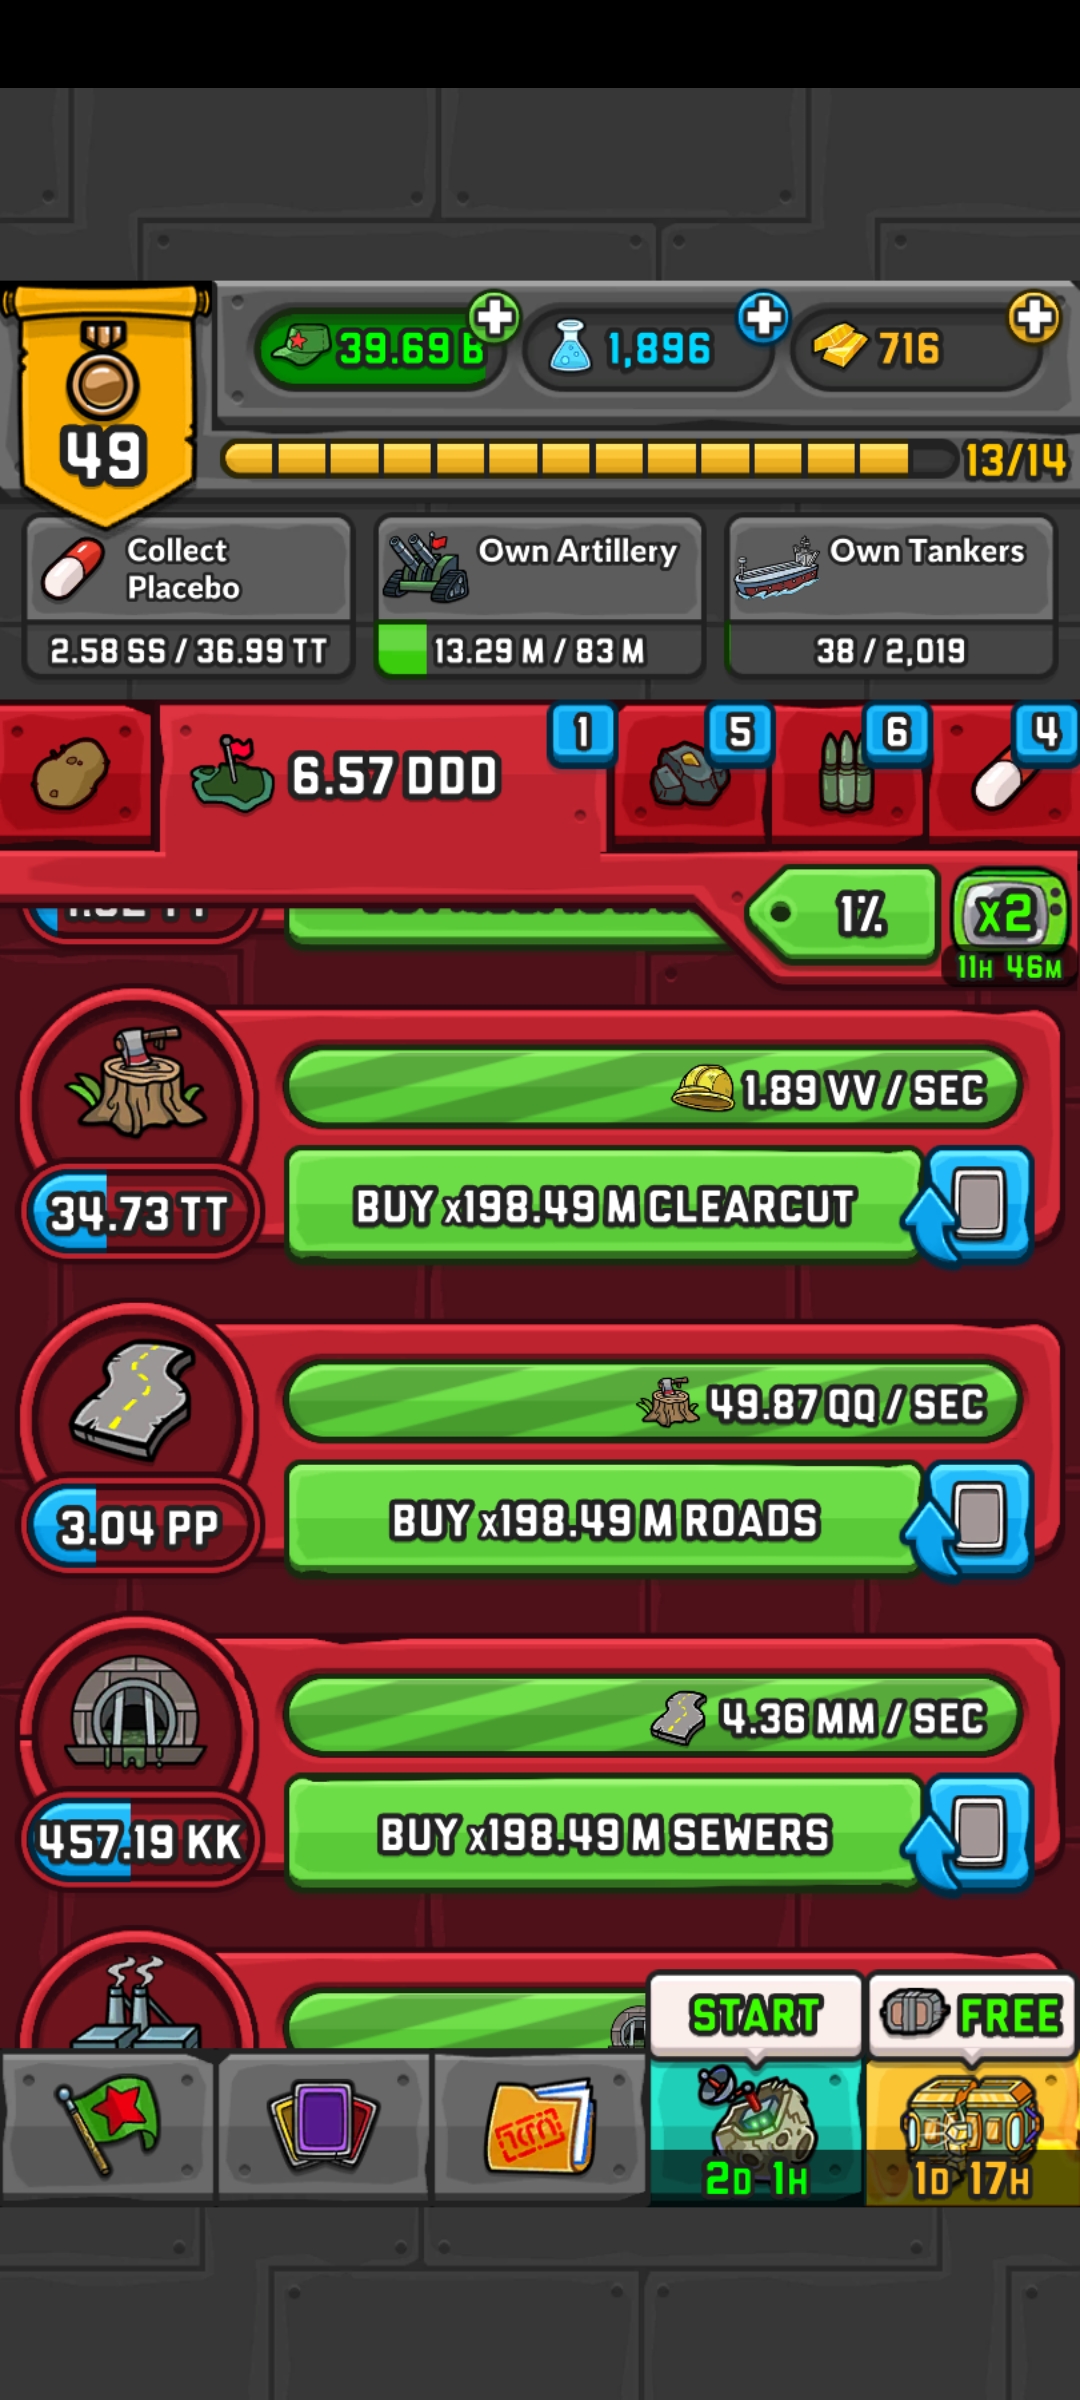 39.69 B
1,896
716
49
13/14
Collect
Placebo
Own Artillery
Own Tankers
2.58 SS / 36.99 TT
13.29 M / 83 M
38 / 2,019
6.57 DDD
1
5
6
4
1%
x2
11H 46M
1.89 VV / SEC
34.73 TT
BUY x198.49 M CLEARCUT
49.87 QQ / SEC
3.04 PP
BUY x198.49 M ROADS
4.36 MM / SEC
457.19 KK
BUY x198.49 M SEWERS
START
FREE
2D 1H
1D 17H